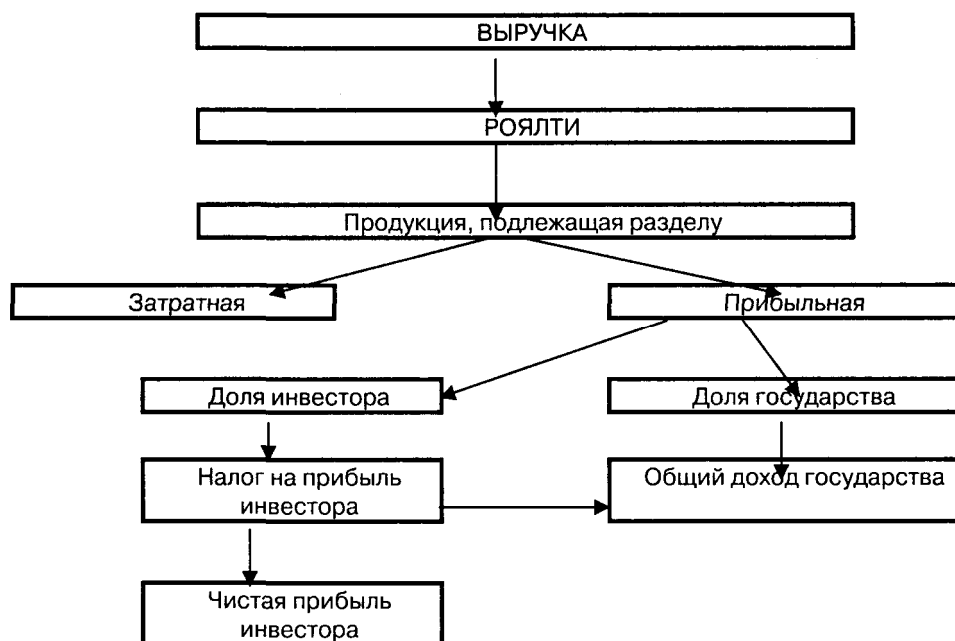 ВЫРУЧКА
РОЯЛТИ
Продукция, подлежащая разделу
Затратная
Прибыльная
Доля инвестора
Доля государства
Налог на прибыль
инвестора
Общий доход государства
Чистая прибыль
инвестора